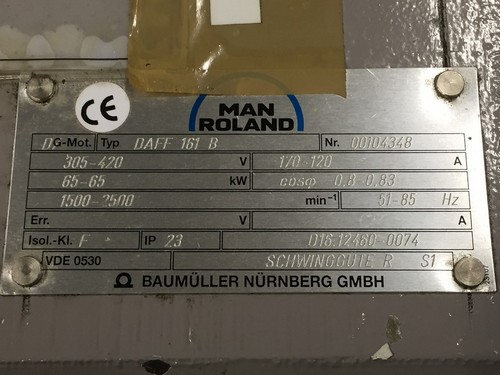 CE
MAN
ROLAND
G-Mot. Typ DAFF 161 B Nr. 00104348
305-420 V 170-120 A
65-65 kW cosφ 0,8-0,83
1500-2500 min⁻¹ 51-85 Hz
Err. V A
Isol.-Kl. F IP 23 D16.12460-0074
VDE 0530 SCHWINGGÜTE R S1
BAUMÜLLER NÜRNBERG GMBH